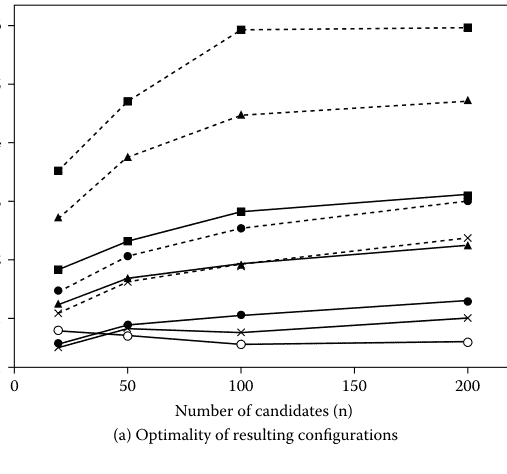 0 50 100 150 200
Number of candidates (n)
(a) Optimality of resulting configurations